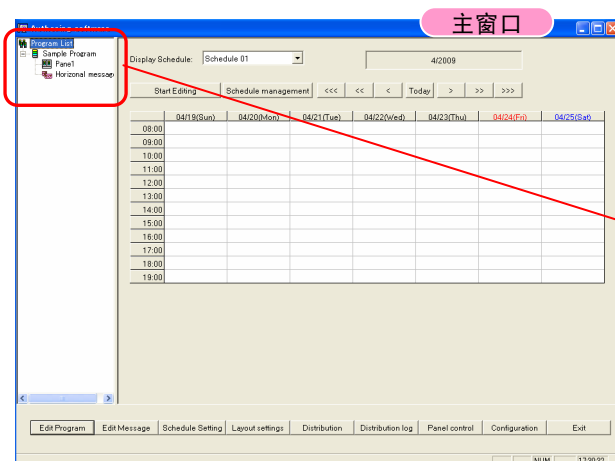 主窗口
Authoring software
Program List
Sample Program
Panel
Horizonal messag
Display Schedule: Schedule 01 4/2009
Start Editing Schedule management <<< << < Today > >> >>>
04/19(Sun) 04/20(Mon) 04/21(Tue) 04/22(Wed) 04/23(Thu) 04/24(Fri) 04/25(Sat)
08:00
09:00
10:00
11:00
12:00
13:00
14:00
15:00
16:00
17:00
18:00
19:00
Edit Program Edit Message Schedule Setting Layout settings Distribution Distribution log Panel control Configuration Exit
NUM